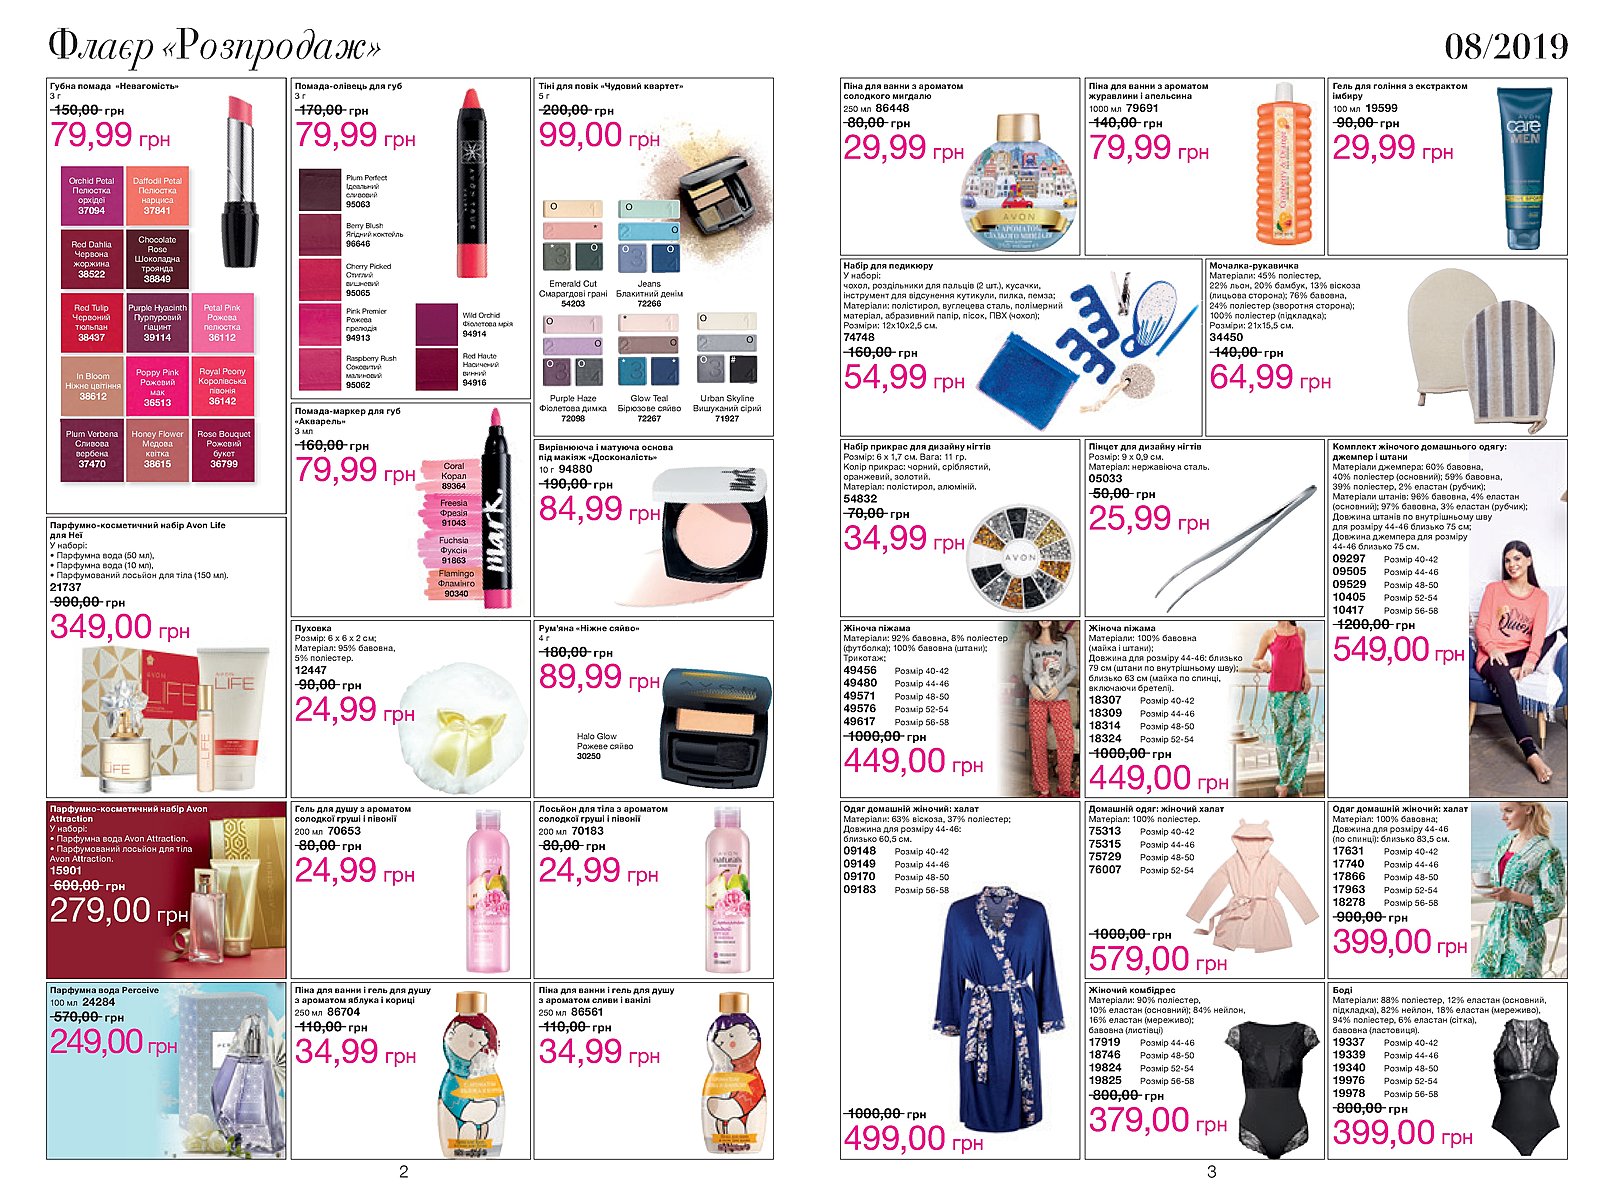 Флаєр «Розпродаж»
08/2019
Губна помада «Невагомість»
3 г
150,00 грн
79,99 грн
Orchid Petal
Пелюстка
орхідеї
37094
Daffodil Petal
Пелюстка
нарциса
37841
Red Dahlia
Червона
жоржина
38522
Chocolate
Rose
Шоколадна
троянда
38849
Red Tulip
Червоний
тюльпан
38437
Purple Hyacinth
Пурпуровий
гіацинт
39114
Petal Pink
Рожева
пелюстка
36112
In Bloom
Ніжне цвітіння
38612
Poppy Pink
Рожевий
мак
36513
Royal Peony
Королівська
півонія
36142
Plum Verbena
Сливова
вербена
37470
Honey Flower
Медова
квітка
38615
Rose Bouquet
Рожевий
букет
36799
Помада-олівець для губ
3 г
170,00 грн
79,99 грн
Plum Perfect
Ідеальний
сливовий
95063
Berry Blush
Ягідний коктейль
96646
Cherry Picked
Стиглий
вишневий
95065
Pink Premier
Рожева
прелюдія
94913
Raspberry Rush
Соковитий
малиновий
95062
Wild Orchid
Фіолетова мрія
94914
Red Haute
Насичений
винний
94916
Тіні для повік «Чудовий квартет»
5 г
200,00 грн
99,00 грн
Emerald Cut
Смарагдові грані
54203
Jeans
Блакитний денім
72266
Purple Haze
Фіолетова димка
72098
Glow Teal
Бірюзове сяйво
72267
Urban Skyline
Вишуканий сірий
71927
Помада-маркер для губ
«Акварель»
3 мл
160,00 грн
79,99 грн
Coral
Корал
89364
Freesia
Фрезія
91043
Fuchsia
Фуксія
91863
Flamingo
Фламінго
90340
mark.
Вирівнююча і матуюча основа
під макіяж «Досконалість»
10 г 94880
190,00 грн
84,99 грн
Парфумно-косметичний набір Avon Life
для Неї
У наборі:
• Парфумна вода (50 мл),
• Парфумна вода (10 мл),
• Парфумований лосьйон для тіла (150 мл).
21737
900,00 грн
349,00 грн
LIFE
LIFE
LIFE
LIFE
Пуховка
Розмір: 6 x 6 x 2 см;
Матеріал: 95% бавовна,
5% поліестер.
12447
90,00 грн
24,99 грн
Рум'яна «Ніжне сяйво»
4 г
180,00 грн
89,99 грн
Halo Glow
Рожеве сяйво
30250
Парфумно-косметичний набір Avon
Attraction
У наборі:
• Парфумна вода Avon Attraction.
• Парфумований лосьйон для тіла
Avon Attraction.
15901
600,00 грн
279,00 грн
Гель для душу з ароматом
солодкої груші і півонії
200 мл 70653
80,00 грн
24,99 грн
Лосьйон для тіла з ароматом
солодкої груші і півонії
200 мл 70183
80,00 грн
24,99 грн
Парфумна вода Perceive
100 мл 24284
570,00 грн
249,00 грн
Піна для ванни і гель для душу
з ароматом яблука і кориці
250 мл 86704
110,00 грн
34,99 грн
Піна для ванни і гель для душу
з ароматом сливи і ванілі
250 мл 86561
110,00 грн
34,99 грн
2
Піна для ванни з ароматом
солодкого мигдалю
250 мл 86448
80,00 грн
29,99 грн
AVON
Піна для ванни з ароматом
журавлини і апельсина
1000 мл 79691
140,00 грн
79,99 грн
Гель для гоління з екстрактом
імбиру
100 мл 19599
90,00 грн
29,99 грн
AVON
care
MEN
Набір для педикюру
У наборі:
чохол, роздільники для пальців (2 шт.), кусачки,
інструмент для відсунення кутикули, пилка, пемза;
Матеріали: полістирол, вуглецева сталь, полімерний
матеріал, абразивний папір, пісок, ПВХ (чохол);
Розміри: 12x10x2,5 см.
74748
160,00 грн
54,99 грн
Мочалка-рукавичка
Матеріали: 45% поліестер,
22% льон, 20% бамбук, 13% віскоза
(лицьова сторона); 76% бавовна,
24% поліестер (зворотня сторона);
100% поліестер (підкладка);
Розміри: 21x15,5 см.
34450
140,00 грн
64,99 грн
Набір прикрас для дизайну нігтів
Розмір: 6 x 1,7 см. Вага: 11 гр.
Колір прикрас: чорний, сріблястий,
оранжевий, золотий.
Матеріал: полістирол, алюміній.
54832
70,00 грн
34,99 грн
AVON
Пінцет для дизайну нігтів
Розмір: 9 x 0,9 см.
Матеріал: нержавіюча сталь.
05033
50,00 грн
25,99 грн
Комплект жіночого домашнього одягу:
джемпер і штани
Матеріали джемпера: 60% бавовна,
40% поліестер (основний); 59% бавовна,
39% поліестер, 2% еластан (рубчик);
Матеріали штанів: 96% бавовна, 4% еластан
(основний); 97% бавовна, 3% еластан (рубчик);
Довжина штанів по внутрішньому шву
для розміру 44-46 близько 75 см;
Довжина джемпера для розміру
44-46 близько 75 см.
09297 Розмір 40-42
09505 Розмір 44-46
09529 Розмір 48-50
10405 Розмір 52-54
10417 Розмір 56-58
1200,00 грн
549,00 грн
Жіноча піжама
Матеріали: 92% бавовна, 8% поліестер
(футболка); 100% бавовна (штани);
Трикотаж;
49456 Розмір 40-42
49480 Розмір 44-46
49571 Розмір 48-50
49576 Розмір 52-54
49617 Розмір 56-58
1000,00 грн
449,00 грн
Жіноча піжама
Матеріали: 100% бавовна
(майка і штани);
Довжина для розміру 44-46: близько
79 см (штани по внутрішньому шву);
близько 63 см (майка по спинці,
включаючи бретелі).
18307 Розмір 40-42
18309 Розмір 44-46
18314 Розмір 48-50
18324 Розмір 52-54
1000,00 грн
449,00 грн
Одяг домашній жіночий: халат
Матеріали: 63% віскоза, 37% поліестер;
Довжина для розміру 44-46:
близько 60,5 см.
09148 Розмір 40-42
09149 Розмір 44-46
09170 Розмір 48-50
09183 Розмір 56-58
1000,00 грн
499,00 грн
Домашній одяг: жіночий халат
Матеріал: 100% поліестер.
75313 Розмір 40-42
75315 Розмір 44-46
75729 Розмір 48-50
76007 Розмір 52-54
1000,00 грн
579,00 грн
Одяг домашній жіночий: халат
Матеріал: 100% бавовна;
Довжина для розміру 44-46
(по спинці): близько 83,5 см.
17631 Розмір 40-42
17740 Розмір 44-46
17866 Розмір 48-50
17963 Розмір 52-54
18278 Розмір 56-58
900,00 грн
399,00 грн
Жіночий комбідрес
Матеріали: 90% поліестер,
10% еластан (основний); 84% нейлон,
16% еластан (мереживо);
бавовна (листівці)
17919 Розмір 44-46
18746 Розмір 48-50
19824 Розмір 52-54
19825 Розмір 56-58
800,00 грн
379,00 грн
Боді
Матеріали: 88% поліестер, 12% еластан (основний,
підкладка), 82% нейлон, 18% еластан (мереживо),
94% поліестер, 6% еластан (сітка),
бавовна (ластовиця).
19337 Розмір 40-42
19339 Розмір 44-46
19340 Розмір 48-50
19976 Розмір 52-54
19978 Розмір 56-58
800,00 грн
399,00 грн
3